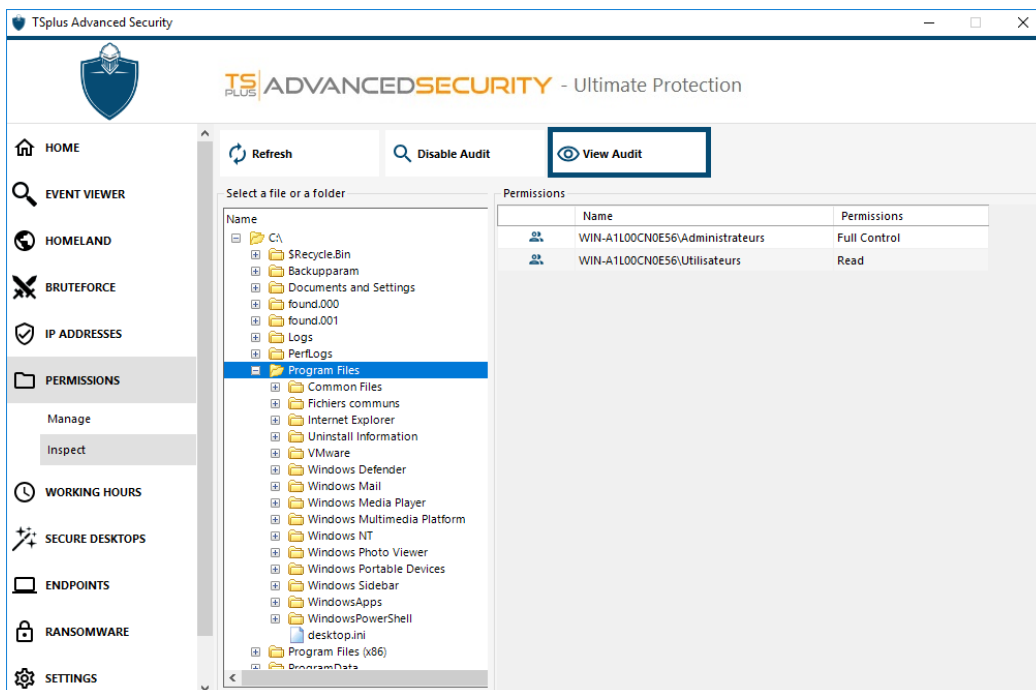 TSplus Advanced Security
TS PLUS ADVANCEDSECURITY - Ultimate Protection
HOME
EVENT VIEWER
HOMELAND
BRUTEFORCE
IP ADDRESSES
PERMISSIONS
Manage
Inspect
WORKING HOURS
SECURE DESKTOPS
ENDPOINTS
RANSOMWARE
SETTINGS
Refresh
Disable Audit
View Audit
Select a file or a folder
Name
C:\
$Recycle.Bin
Backupparam
Documents and Settings
found.000
found.001
Logs
PerfLogs
Program Files
Common Files
Fichiers communs
Internet Explorer
Uninstall Information
VMware
Windows Defender
Windows Mail
Windows Media Player
Windows Multimedia Platform
Windows NT
Windows Photo Viewer
Windows Portable Devices
Windows Sidebar
WindowsApps
WindowsPowerShell
desktop.ini
Program Files (x86)
ProgramData
Permissions
Name Permissions
WIN-A1L00CN0E56\Administrateurs Full Control
WIN-A1L00CN0E56\Utilisateurs Read